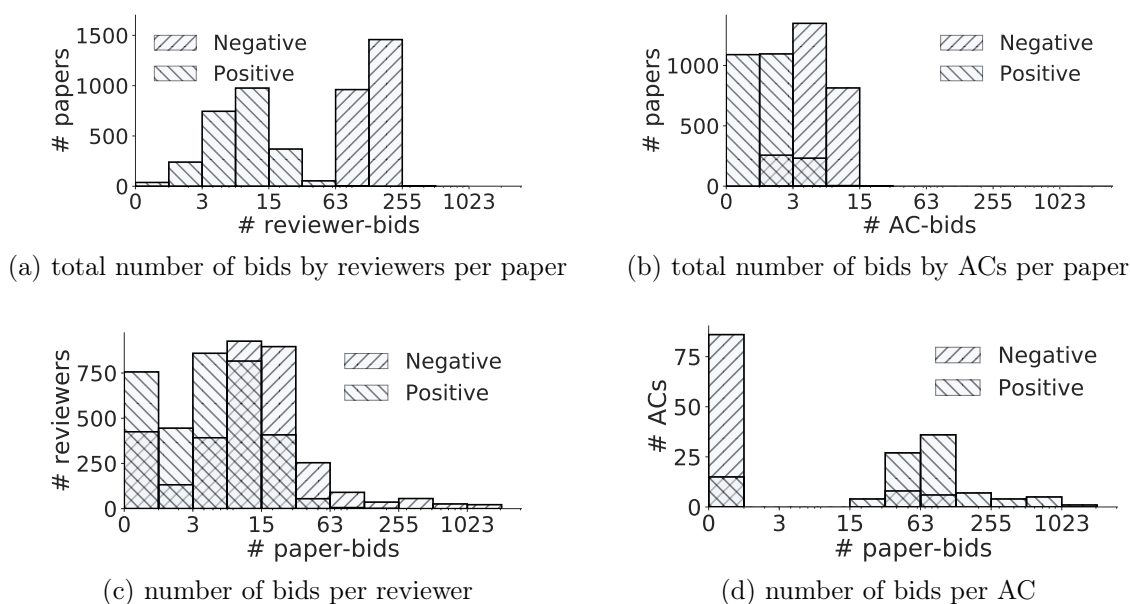 1500
1000
500
0
# papers
Negative
Positive
0 3 15 63 255 1023
# reviewer-bids
(a) total number of bids by reviewers per paper
1000
500
0
# papers
Negative
Positive
0 3 15 63 255 1023
# AC-bids
(b) total number of bids by ACs per paper
750
500
250
0
# reviewers
Negative
Positive
0 3 15 63 255 1023
# paper-bids
(c) number of bids per reviewer
75
50
25
0
# ACs
Negative
Positive
0 3 15 63 255 1023
# paper-bids
(d) number of bids per AC